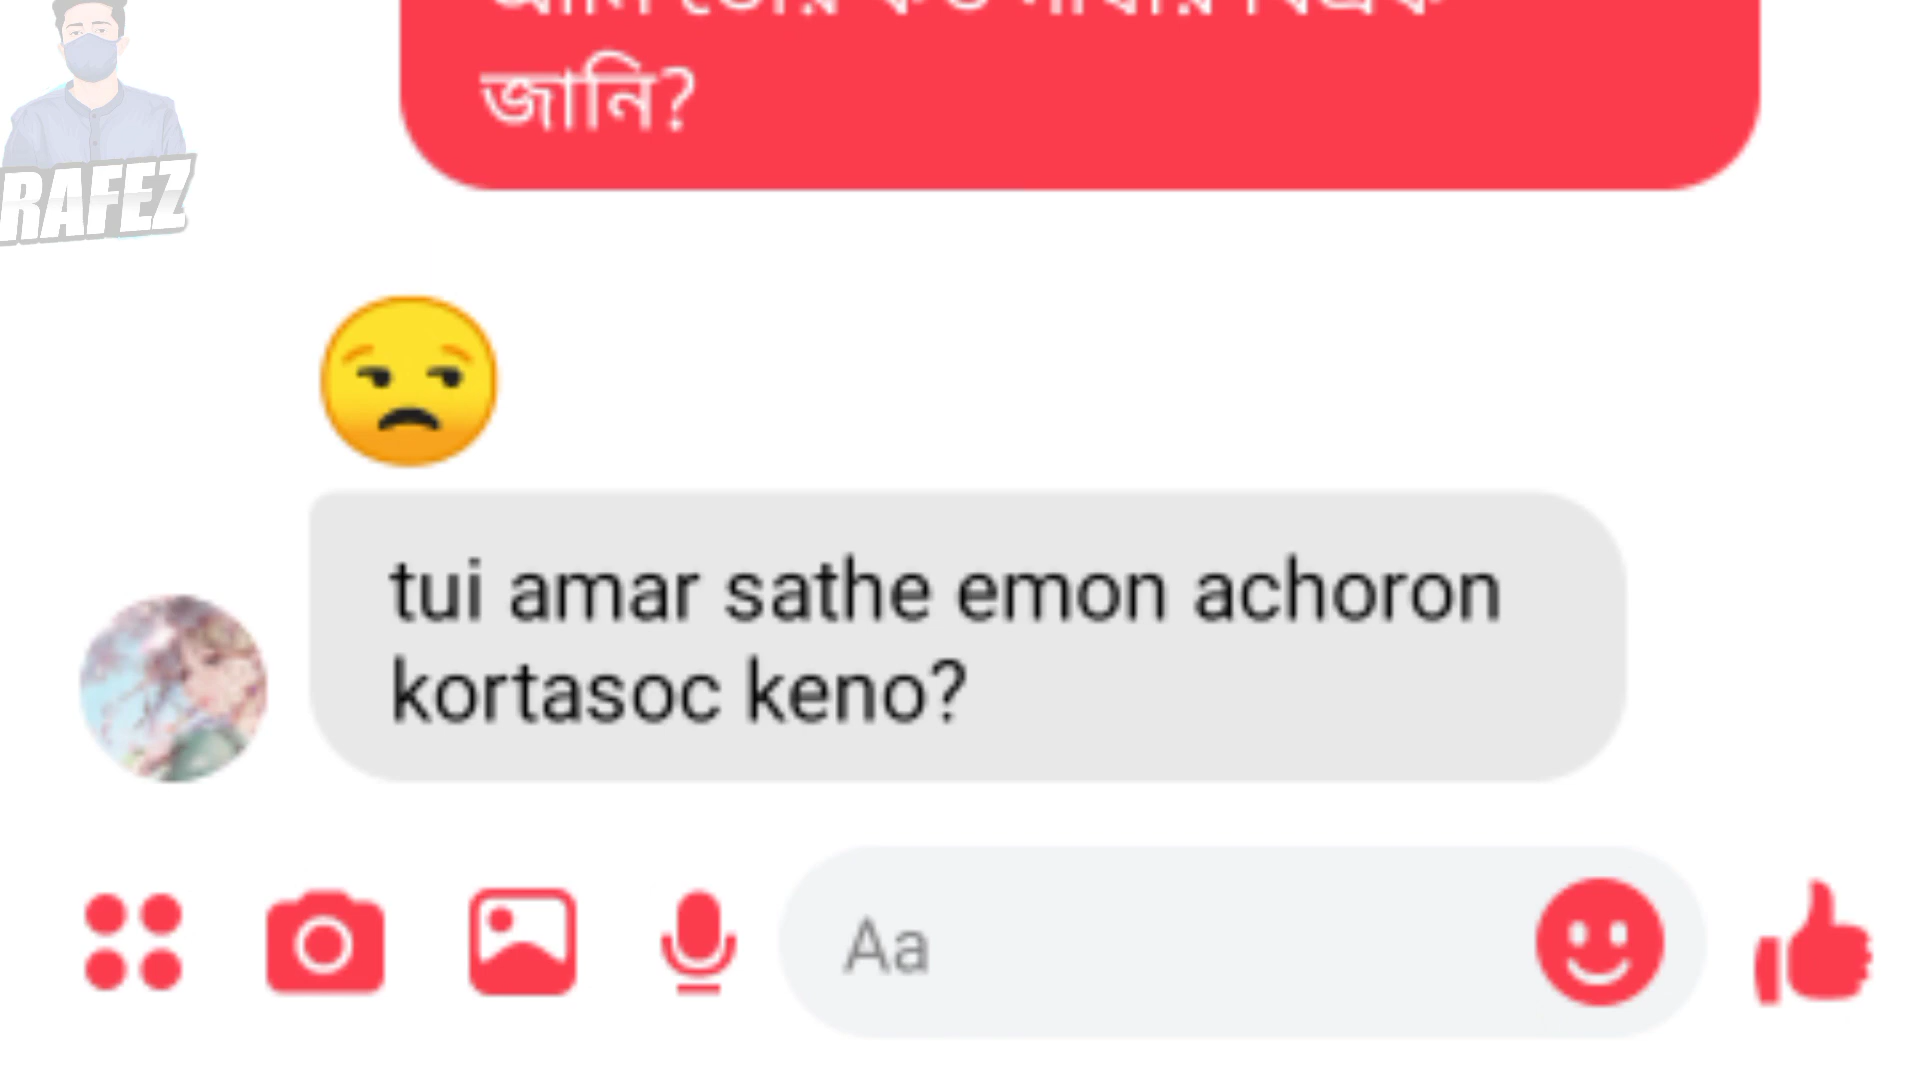 জানি?
RAFEZ
tui amar sathe emon achoron
kortasoc keno?
Aa